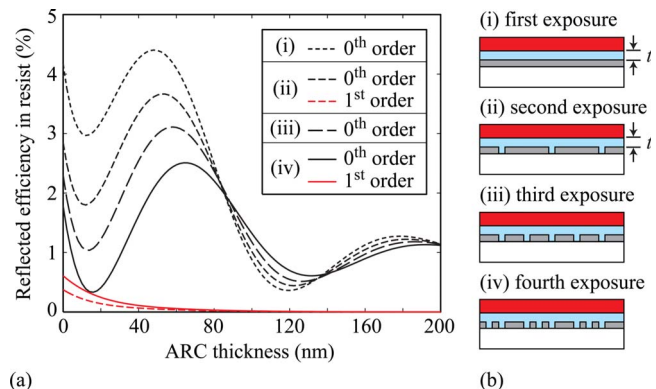 5
4
3
2
1
0
Reflected efficiency in resist (%)
0 40 80 120 160 200
ARC thickness (nm)
(i) 0th order
(ii) 0th order
1st order
(iii) 0th order
(iv) 0th order
1st order
(a)
(i) first exposure
t
(ii) second exposure
t
(iii) third exposure
(iv) fourth exposure
(b)